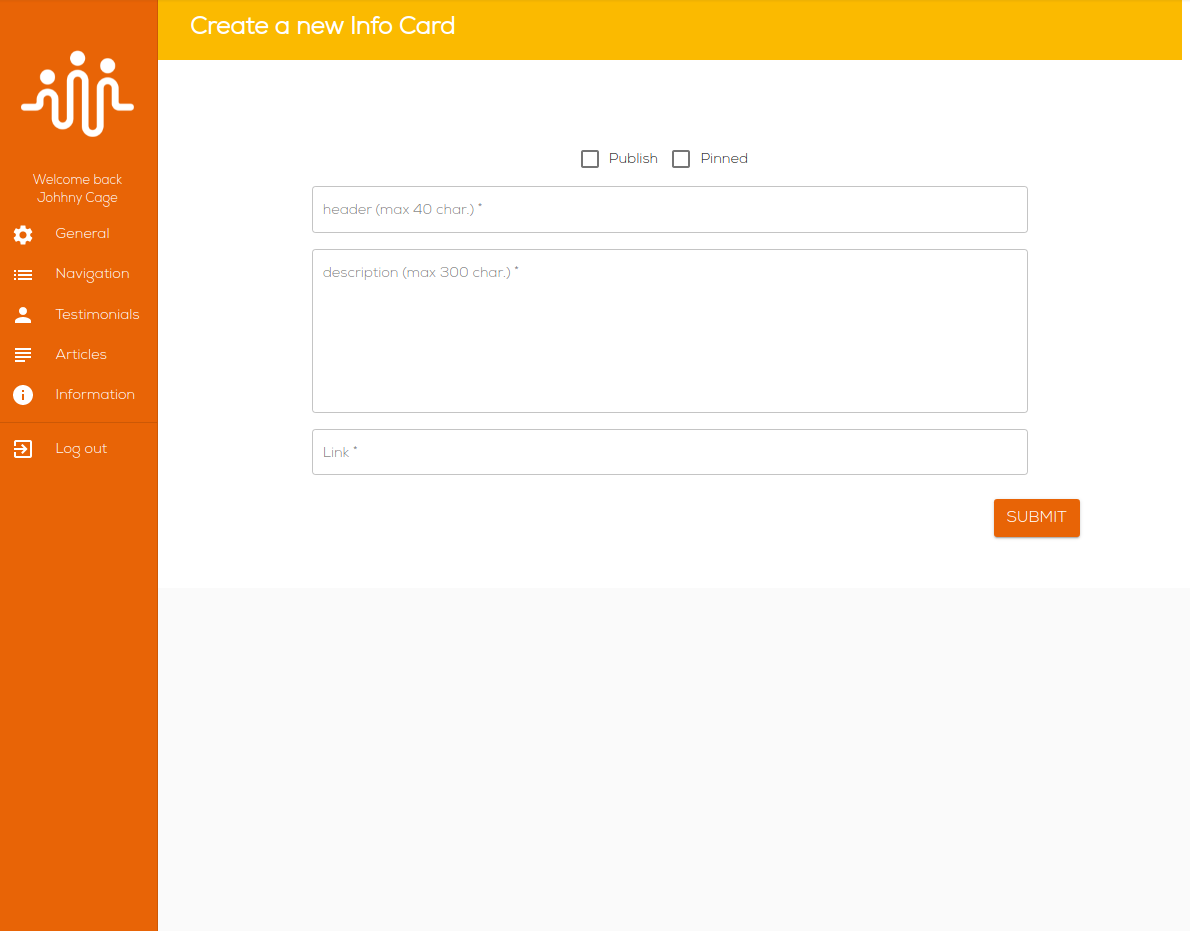 Create a new Info Card
Welcome back
Johhny Cage
General
Navigation
Testimonials
Articles
Information
Log out
Publish
Pinned
header (max 40 char.) *
description (max 300 char.) *
Link *
SUBMIT